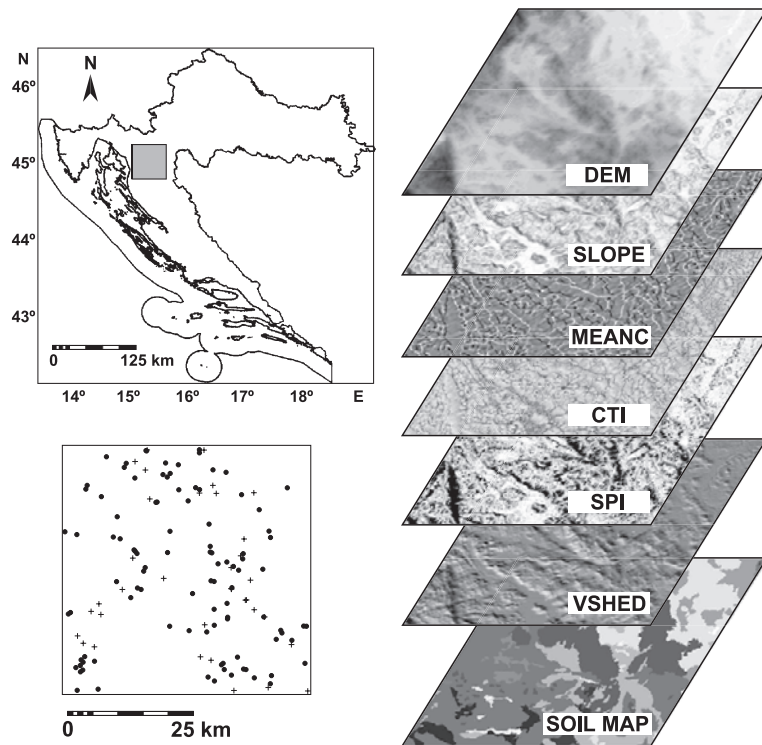 N
N
46º
45º
44º
43º
0 125 km
14º 15º 16º 17º 18º E
0 25 km
DEM
SLOPE
MEANC
CTI
SPI
VSHED
SOIL MAP